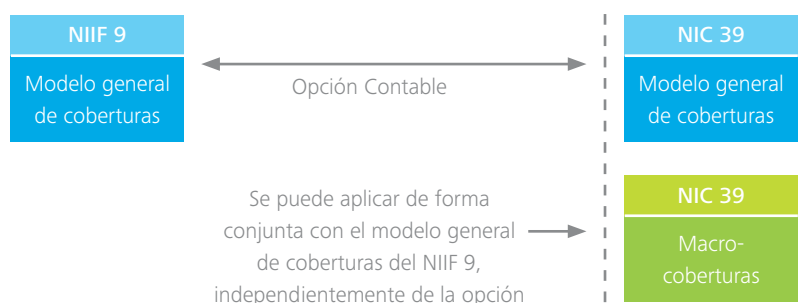 NIIF 9
Modelo general
de coberturas
Opción Contable
NIC 39
Modelo general
de coberturas
Se puede aplicar de forma
conjunta con el modelo general
de coberturas del NIIF 9,
independientemente de la opción
NIC 39
Macro-
coberturas